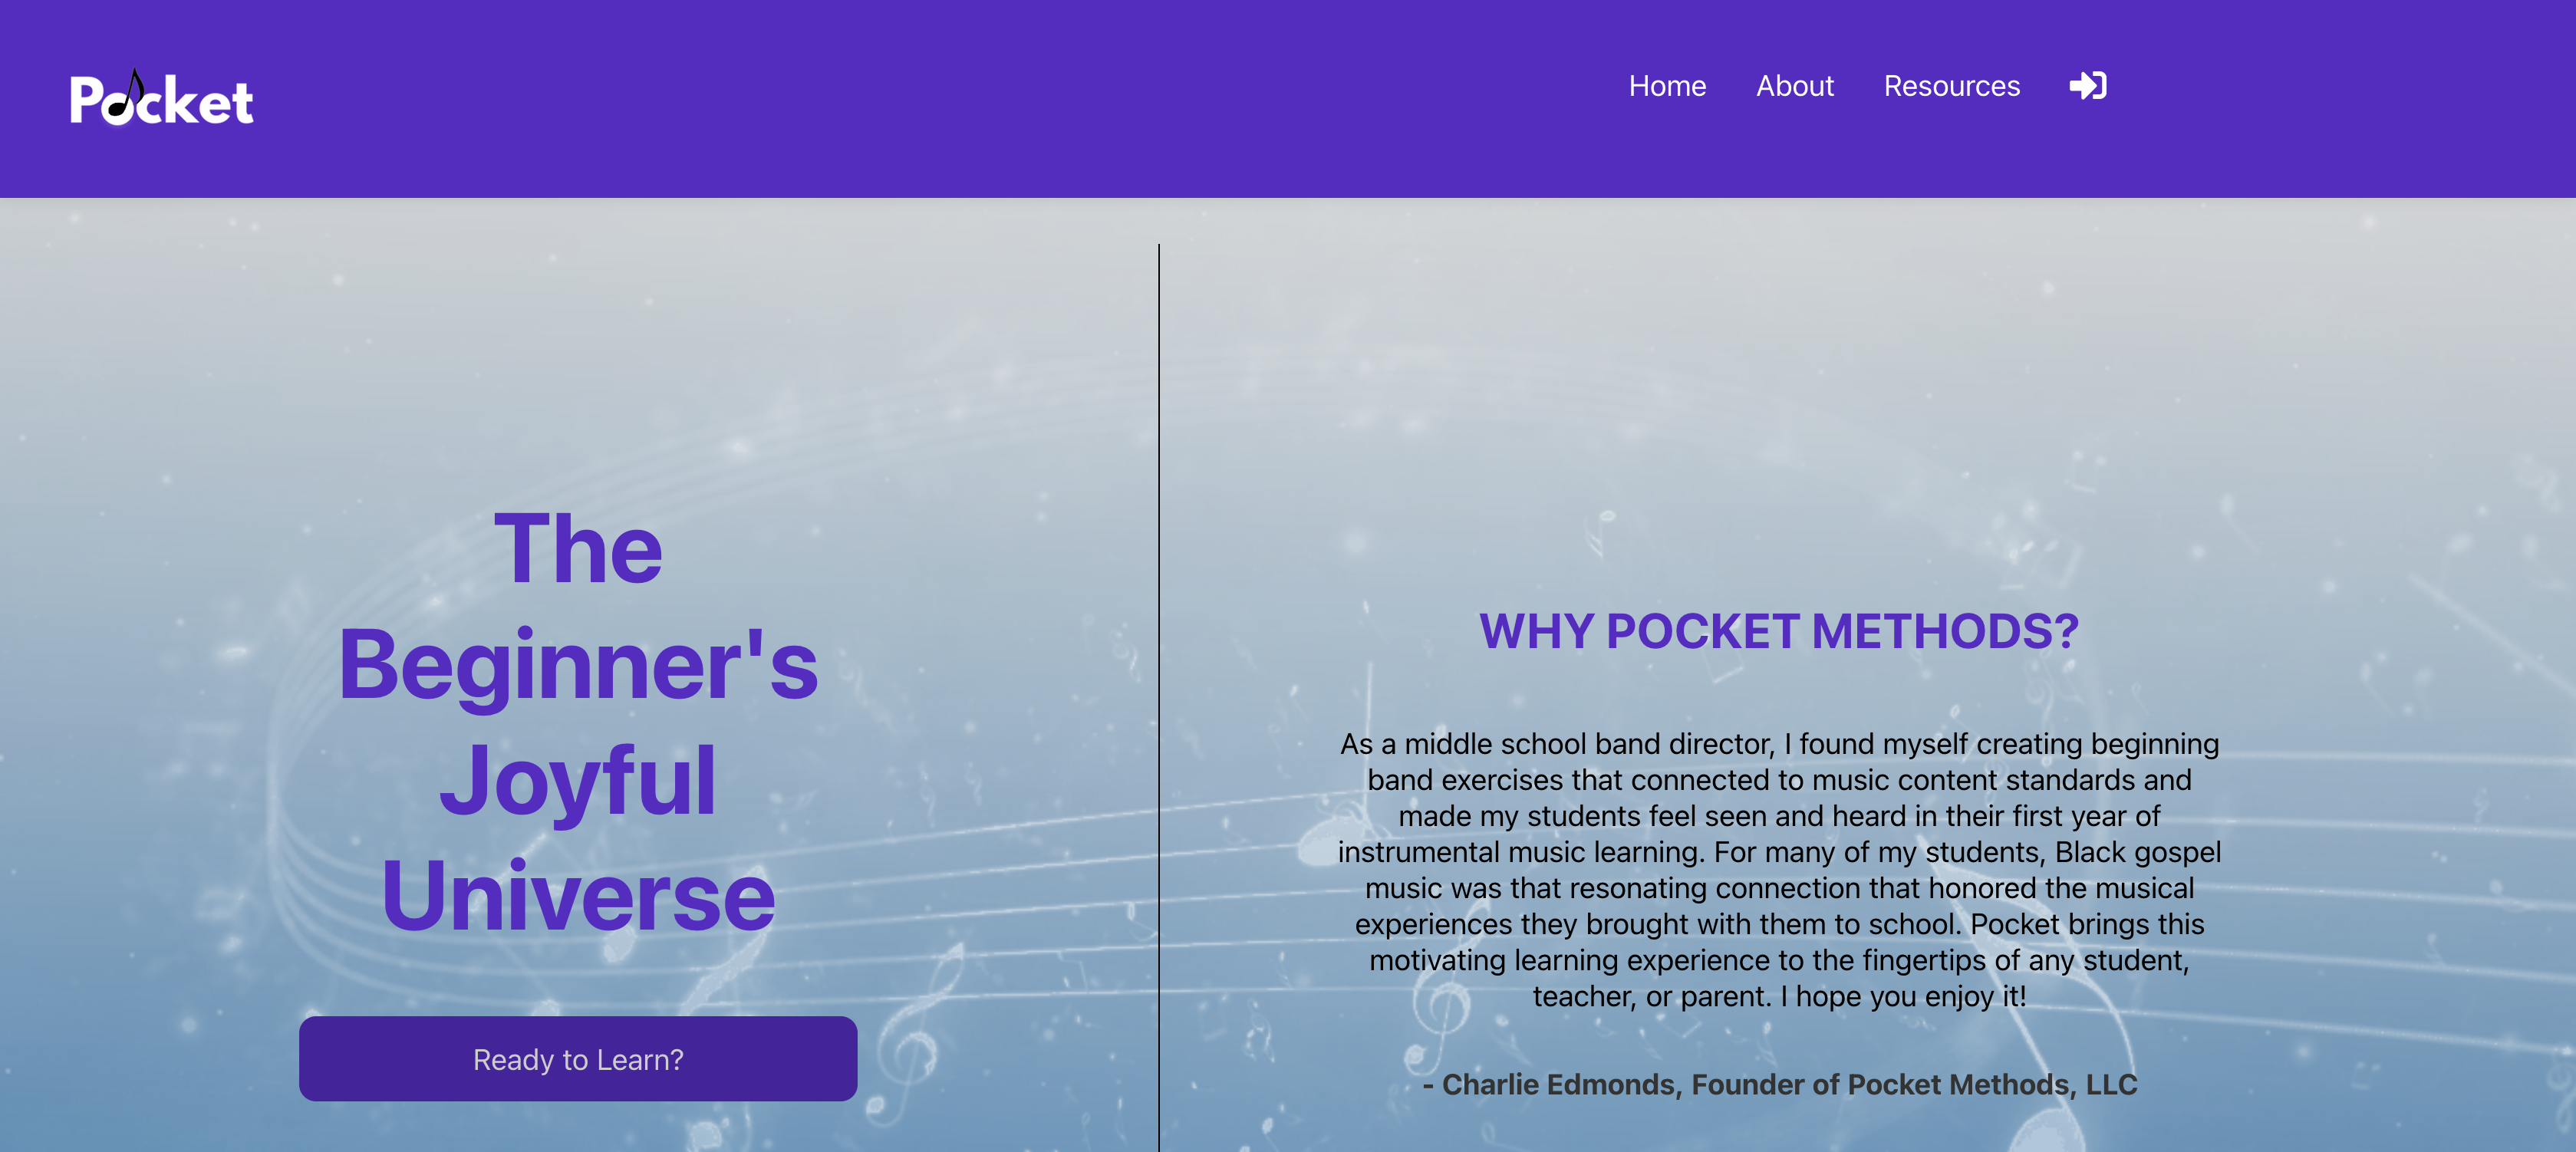 Pocket
Home About Resources
The
Beginner's
Joyful
Universe
Ready to Learn?
WHY POCKET METHODS?
As a middle school band director, I found myself creating beginning
band exercises that connected to music content standards and
made my students feel seen and heard in their first year of
instrumental music learning. For many of my students, Black gospel
music was that resonating connection that honored the musical
experiences they brought with them to school. Pocket brings this
motivating learning experience to the fingertips of any student,
teacher, or parent. I hope you enjoy it!
- Charlie Edmonds, Founder of Pocket Methods, LLC